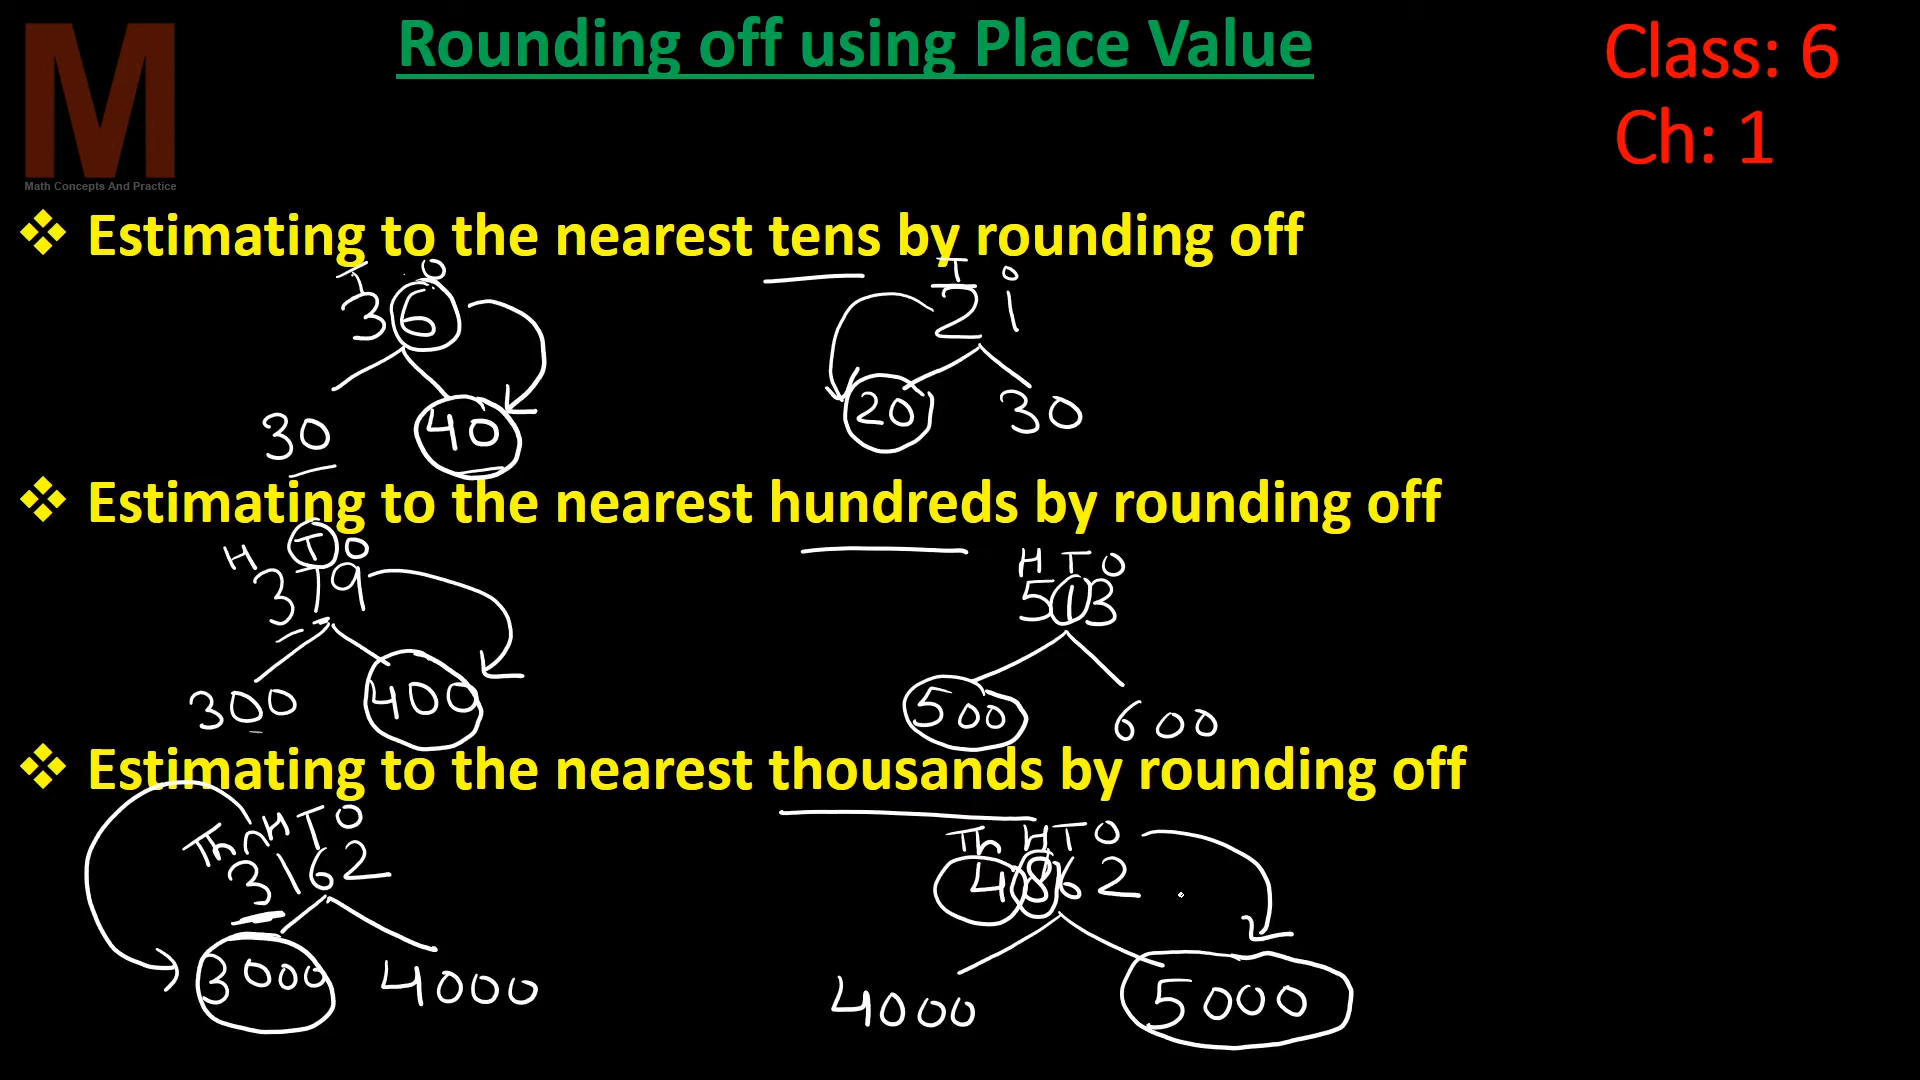 M
Math Concepts And Practice
Rounding off using Place Value
Class: 6
Ch: 1
❖ Estimating to the nearest tens by rounding off
T O
36
30 40
T O
21
20 30
❖ Estimating to the nearest hundreds by rounding off
H T O
379
300 400
H T O
513
500 600
❖ Estimating to the nearest thousands by rounding off
Th H T O
3162
3000 4000
Th H T O
4862
4000 5000